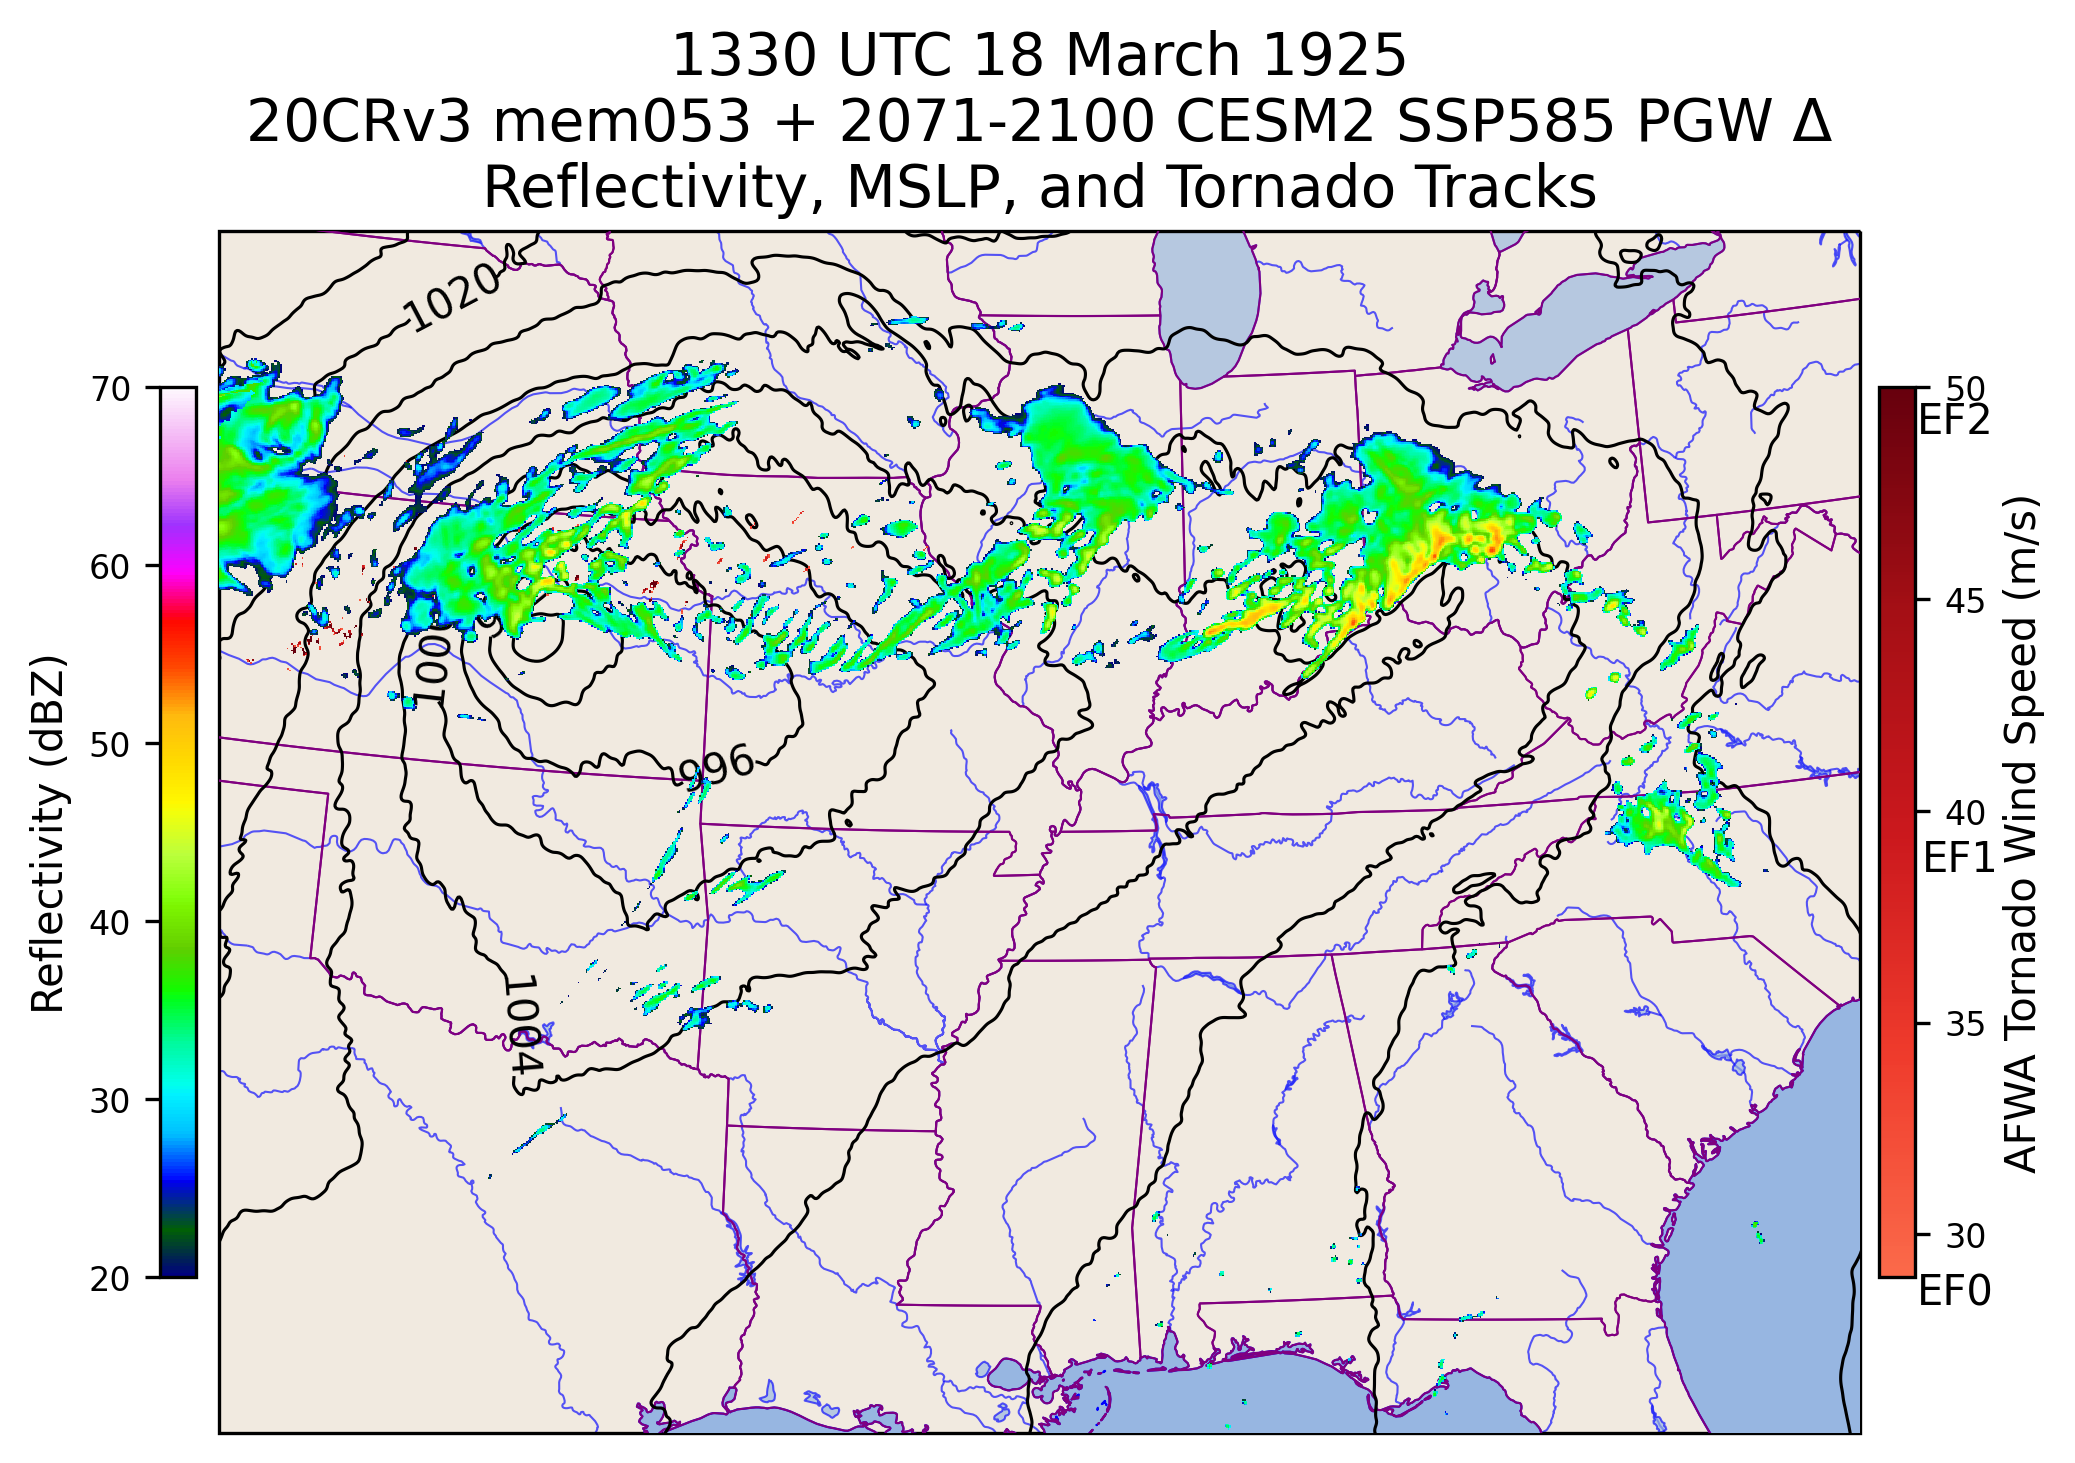 1330 UTC 18 March 1925
20CRv3 mem053 + 2071-2100 CESM2 SSP585 PGW Δ
Reflectivity, MSLP, and Tornado Tracks
Reflectivity (dBZ)
70
60
50
40
30
20
1020
1004
996
1004
50
EF2
45
40
EF1
35
30
EF0
AFWA Tornado Wind Speed (m/s)